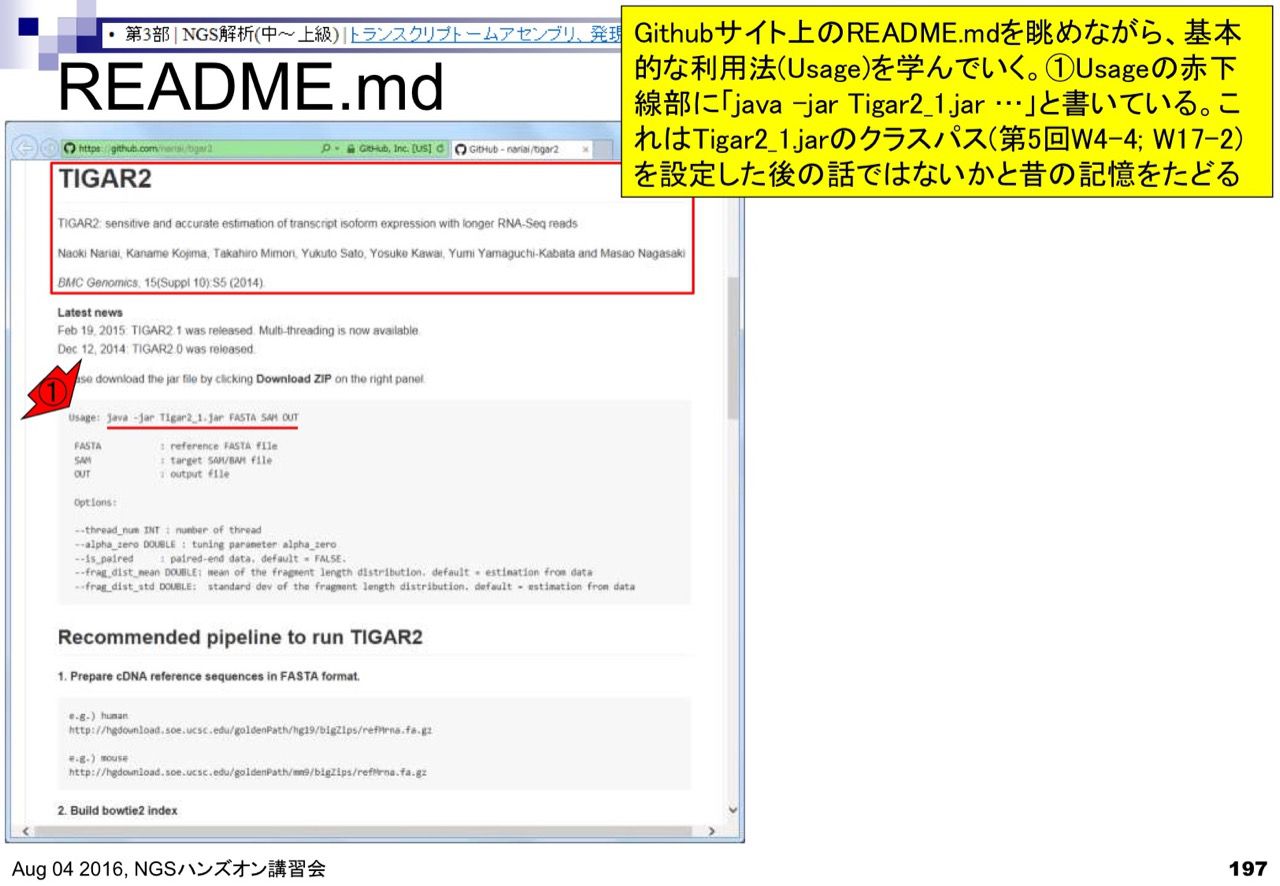 • 第3部 | NGS解析(中～上級) | トランスクリプトームアセンブリ、発現
README.md
Githubサイト上のREADME.mdを眺めながら、基本
的な利用法(Usage)を学んでいく。①Usageの赤下
線部に「java –jar Tigar2_1.jar …」と書いている。こ
れはTigar2_1.jarのクラスパス(第5回W4-4; W17-2)
を設定した後の話ではないかと昔の記憶をたどる
https://github.com/nariai/tigar2
GitHub, Inc. [US]
GitHub - nariai/tigar2
TIGAR2
TIGAR2: sensitive and accurate estimation of transcript isoform expression with longer RNA-Seq reads
Naoki Nariai, Kaname Kojima, Takahiro Mimori, Yukuto Sato, Yosuke Kawai, Yumi Yamaguchi-Kabata and Masao Nagasaki
BMC Genomics, 15(Suppl 10):S5 (2014).
Latest news
Feb 19, 2015: TIGAR2.1 was released. Multi-threading is now available.
Dec 12, 2014: TIGAR2.0 was released.
①
download the jar file by clicking Download ZIP on the right panel.
Usage: java -jar Tigar2_1.jar FASTA SAM OUT
FASTA : reference FASTA file
SAM : target SAM/BAM file
OUT : output file
Options:
--thread_num INT : number of thread
--alpha_zero DOUBLE : tuning parameter alpha_zero
--is_paired : paired-end data. default = FALSE.
--frag_dist_mean DOUBLE: mean of the fragment length distribution. default = estimation from data
--frag_dist_std DOUBLE: standard dev of the fragment length distribution. default = estimation from data
Recommended pipeline to run TIGAR2
1. Prepare cDNA reference sequences in FASTA format.
e.g.) human
http://hgdownload.soe.ucsc.edu/goldenPath/hg19/bigZips/refMrna.fa.gz
e.g.) mouse
http://hgdownload.soe.ucsc.edu/goldenPath/mm9/bigZips/refMrna.fa.gz
2. Build bowtie2 index
Aug 04 2016, NGSハンズオン講習会
197